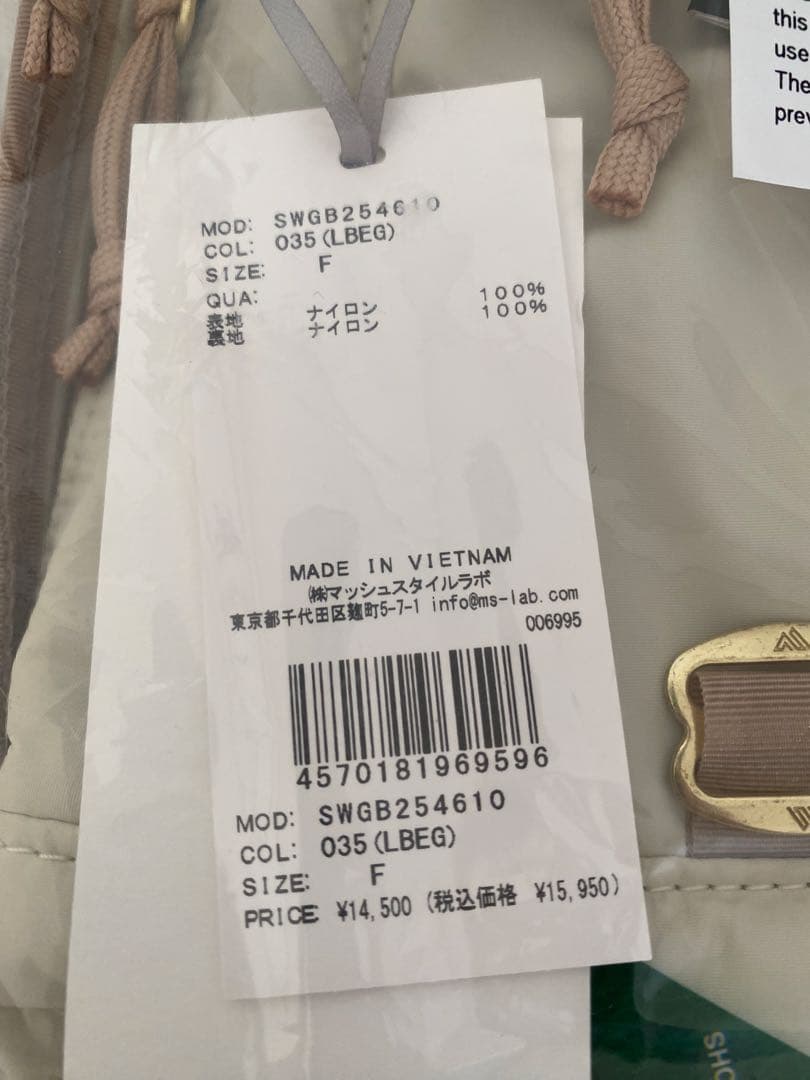 this
use
The
prev
MOD: SWGB254610
COL: 035(LBEG)
SIZE: F
QUA:
表地 ナイロン 100%
裏地 ナイロン 100%
MADE IN VIETNAM
㈱マッシュスタイルラボ
東京都千代田区麹町5-7-1 info@ms-lab.com
006995
4570181969596
MOD: SWGB254610
COL: 035(LBEG)
SIZE: F
PRICE ¥14,500 (税込価格 ¥15,950)
SHO